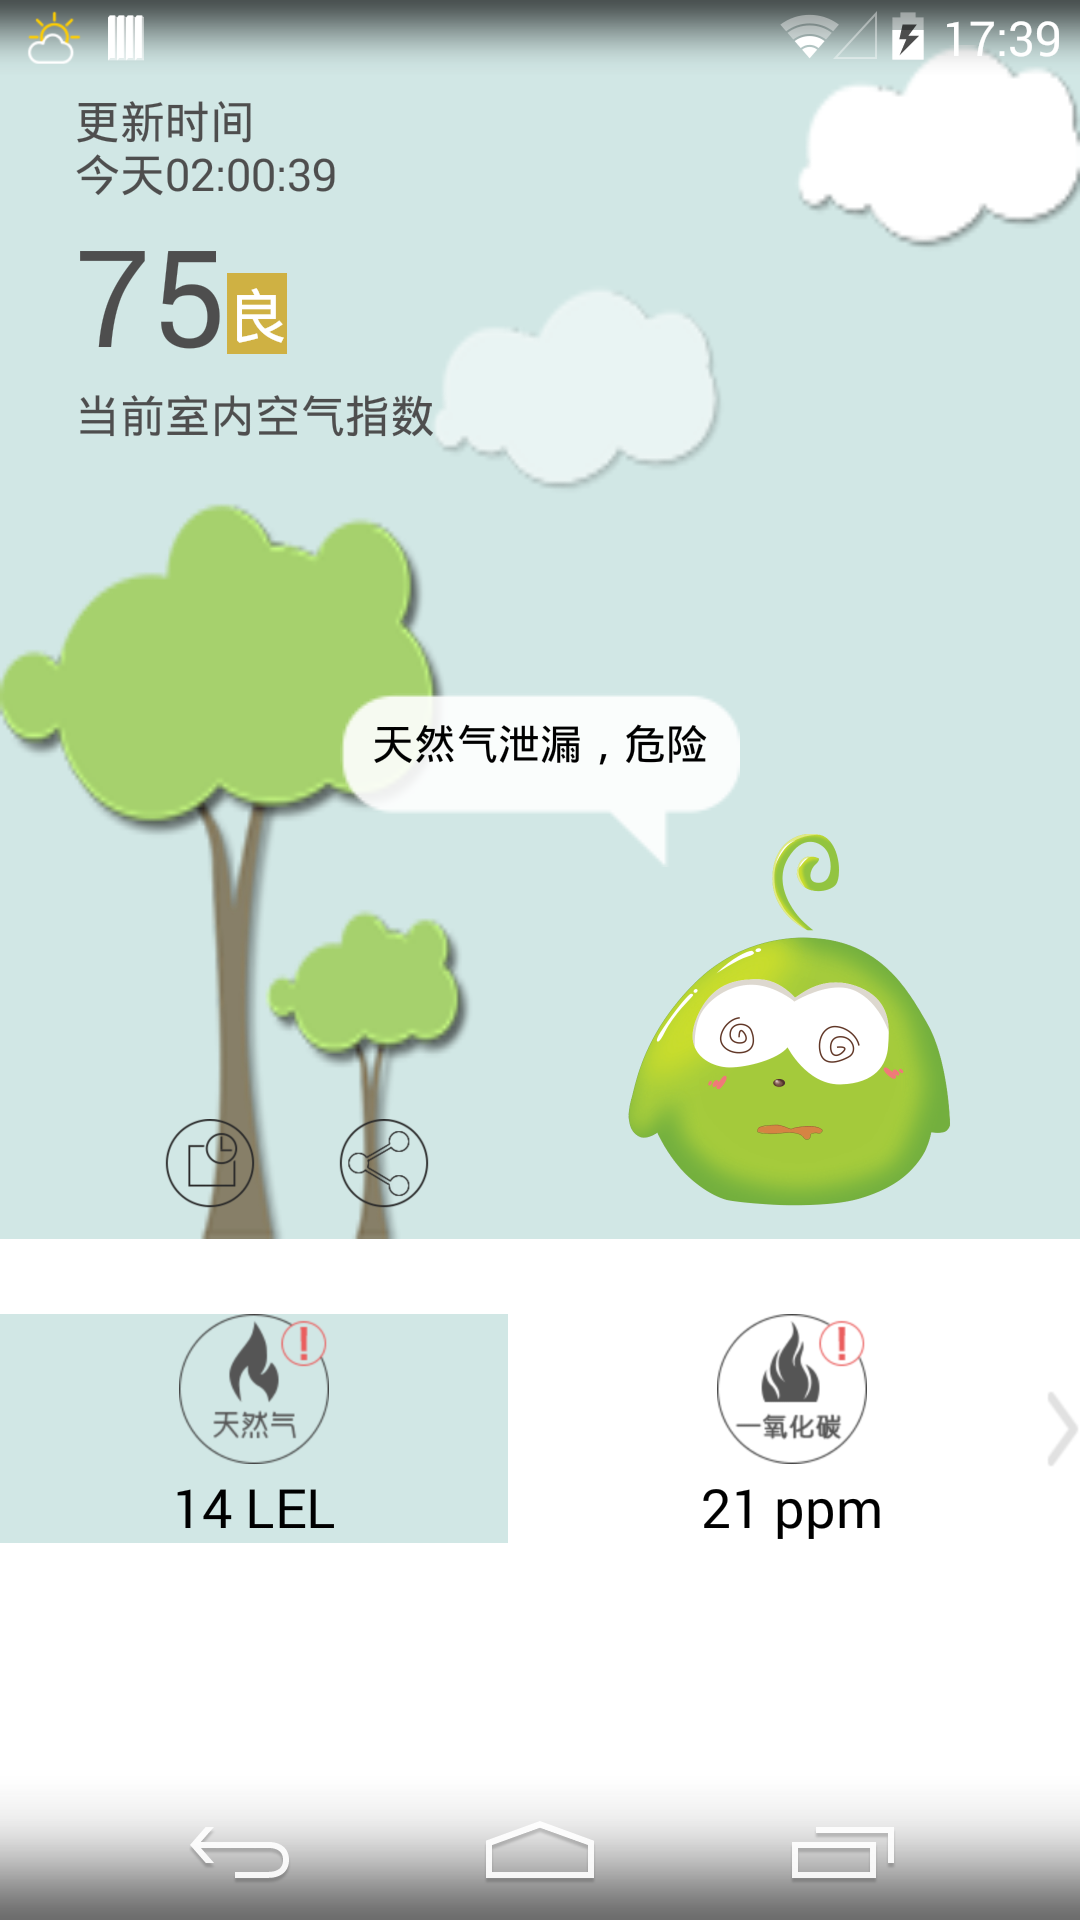 17:39
更新时间
今天02:00:39
75良
当前室内空气指数
天然气泄漏，危险
天然气
一氧化碳
14 LEL
21 ppm